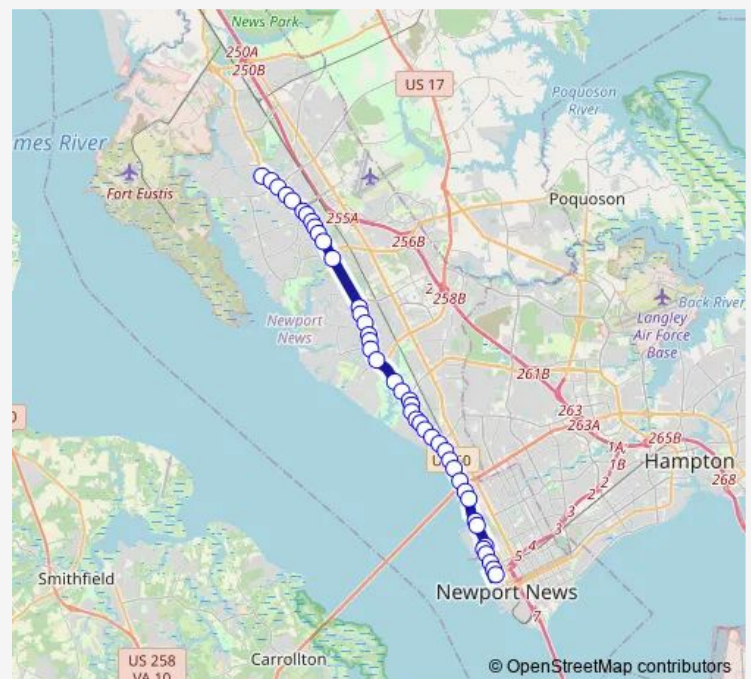 News Park
250A
250B
US 17
Poquoson
River
mes River
Fort Eustis
Poquoson
255A
256B
2
258B
Back River
Langley
Air Force
Base
Newport
News
261B
263
263A
1A
265B
1B
Hampton
268
2
2
3
3
4
5
Newport News
7
Smithfield
US 258
VA 10
Carrollton
© OpenStreetMap contributors